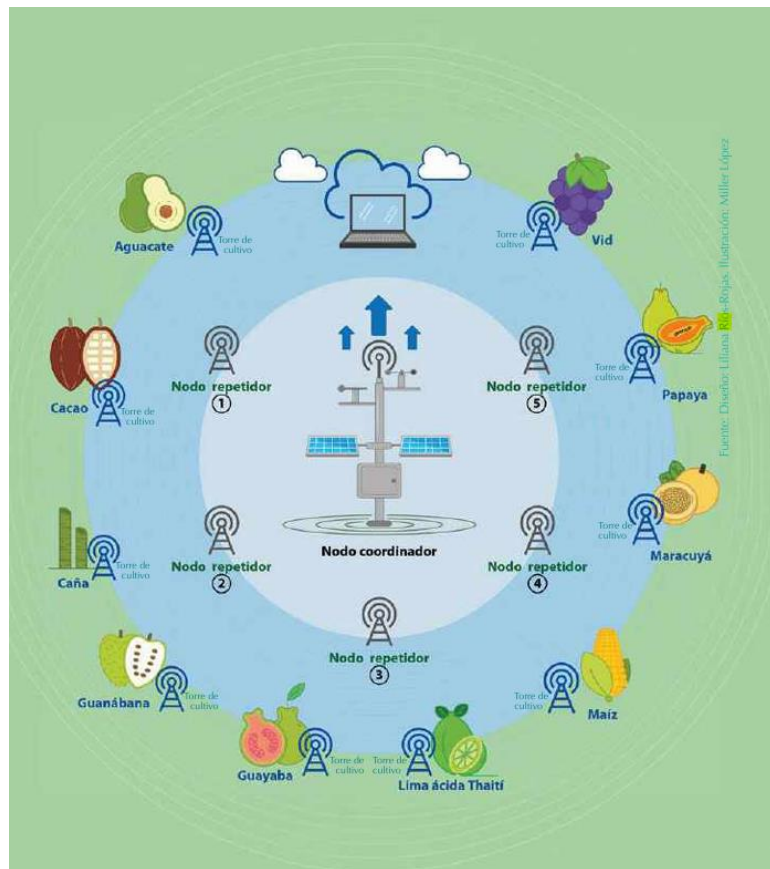 Aguacate
Torre de
cultivo
Torre de
cultivo
Vid
Cacao
Torre de
cultivo
Nodo repetidor
1
Nodo repetidor
5
Torre de
cultivo
Papaya
Fuente: Diseño: Liliana Ríos-Rojas. Ilustración: Miller López
Caña
Torre de
cultivo
Nodo repetidor
2
Nodo coordinador
Nodo repetidor
4
Torre de
cultivo
Maracuyá
Nodo repetidor
3
Guanábana
Torre de
cultivo
Torre de
cultivo
Maíz
Guayaba
Torre de
cultivo
Torre de
cultivo
Lima ácida Thaití